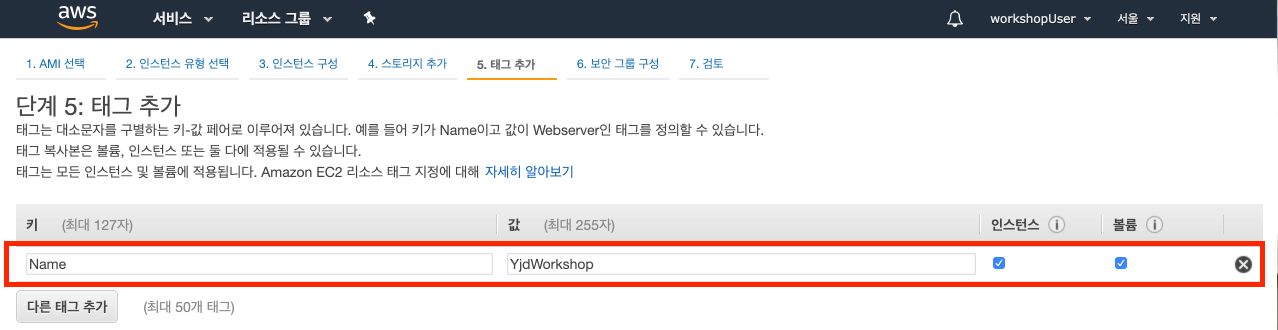 aws 서비스 리소스 그룹 workshopUser 서울 지원
1. AMI 선택 2. 인스턴스 유형 선택 3. 인스턴스 구성 4. 스토리지 추가 5. 태그 추가 6. 보안 그룹 구성 7. 검토
단계 5: 태그 추가
태그는 대소문자를 구별하는 키-값 페어로 이루어져 있습니다. 예를 들어 키가 Name이고 값이 Webserver인 태그를 정의할 수 있습니다.
태그 복사본은 볼륨, 인스턴스 또는 둘 다에 적용될 수 있습니다.
태그는 모든 인스턴스 및 볼륨에 적용됩니다. Amazon EC2 리소스 태그 지정에 대해 자세히 알아보기
키 (최대 127자) 값 (최대 255자) 인스턴스 i 볼륨 i
Name YjdWorkshop
다른 태그 추가 (최대 50개 태그)